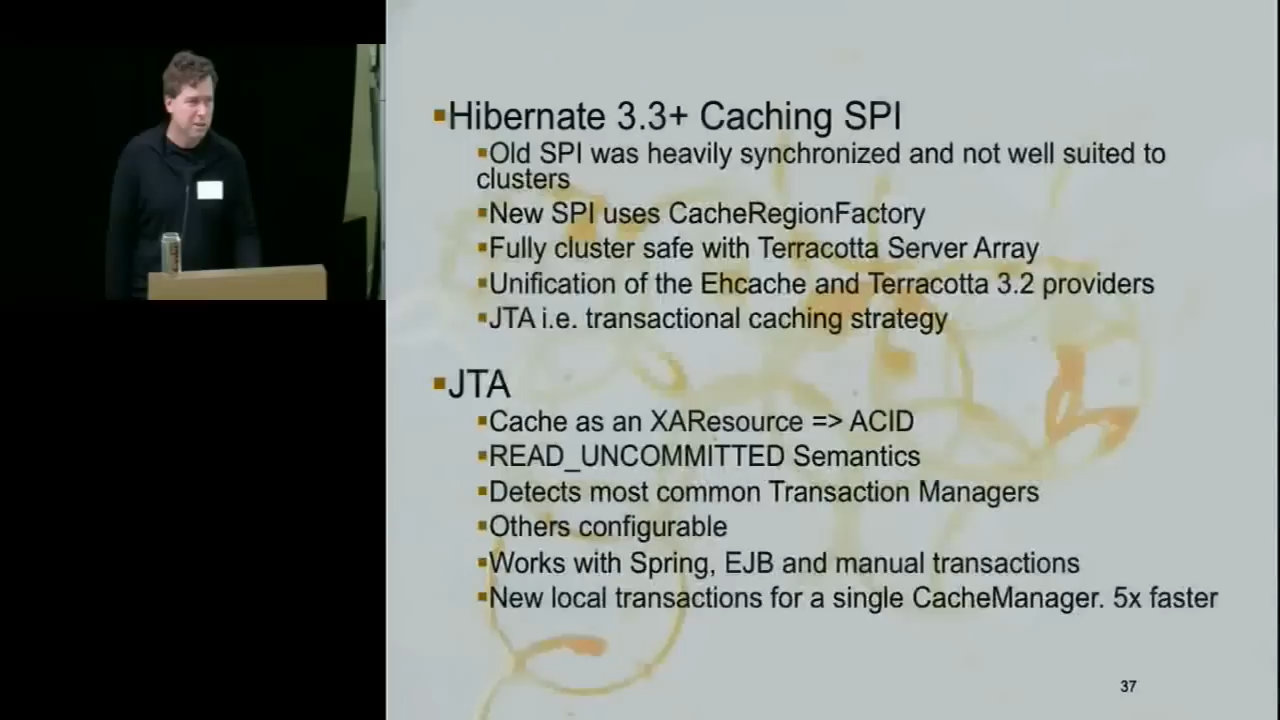 ▪Hibernate 3.3+ Caching SPI
▪Old SPI was heavily synchronized and not well suited to
clusters
▪New SPI uses CacheRegionFactory
▪Fully cluster safe with Terracotta Server Array
▪Unification of the Ehcache and Terracotta 3.2 providers
▪JTA i.e. transactional caching strategy
▪JTA
▪Cache as an XAResource => ACID
▪READ_UNCOMMITTED Semantics
▪Detects most common Transaction Managers
▪Others configurable
▪Works with Spring, EJB and manual transactions
▪New local transactions for a single CacheManager. 5x faster
37